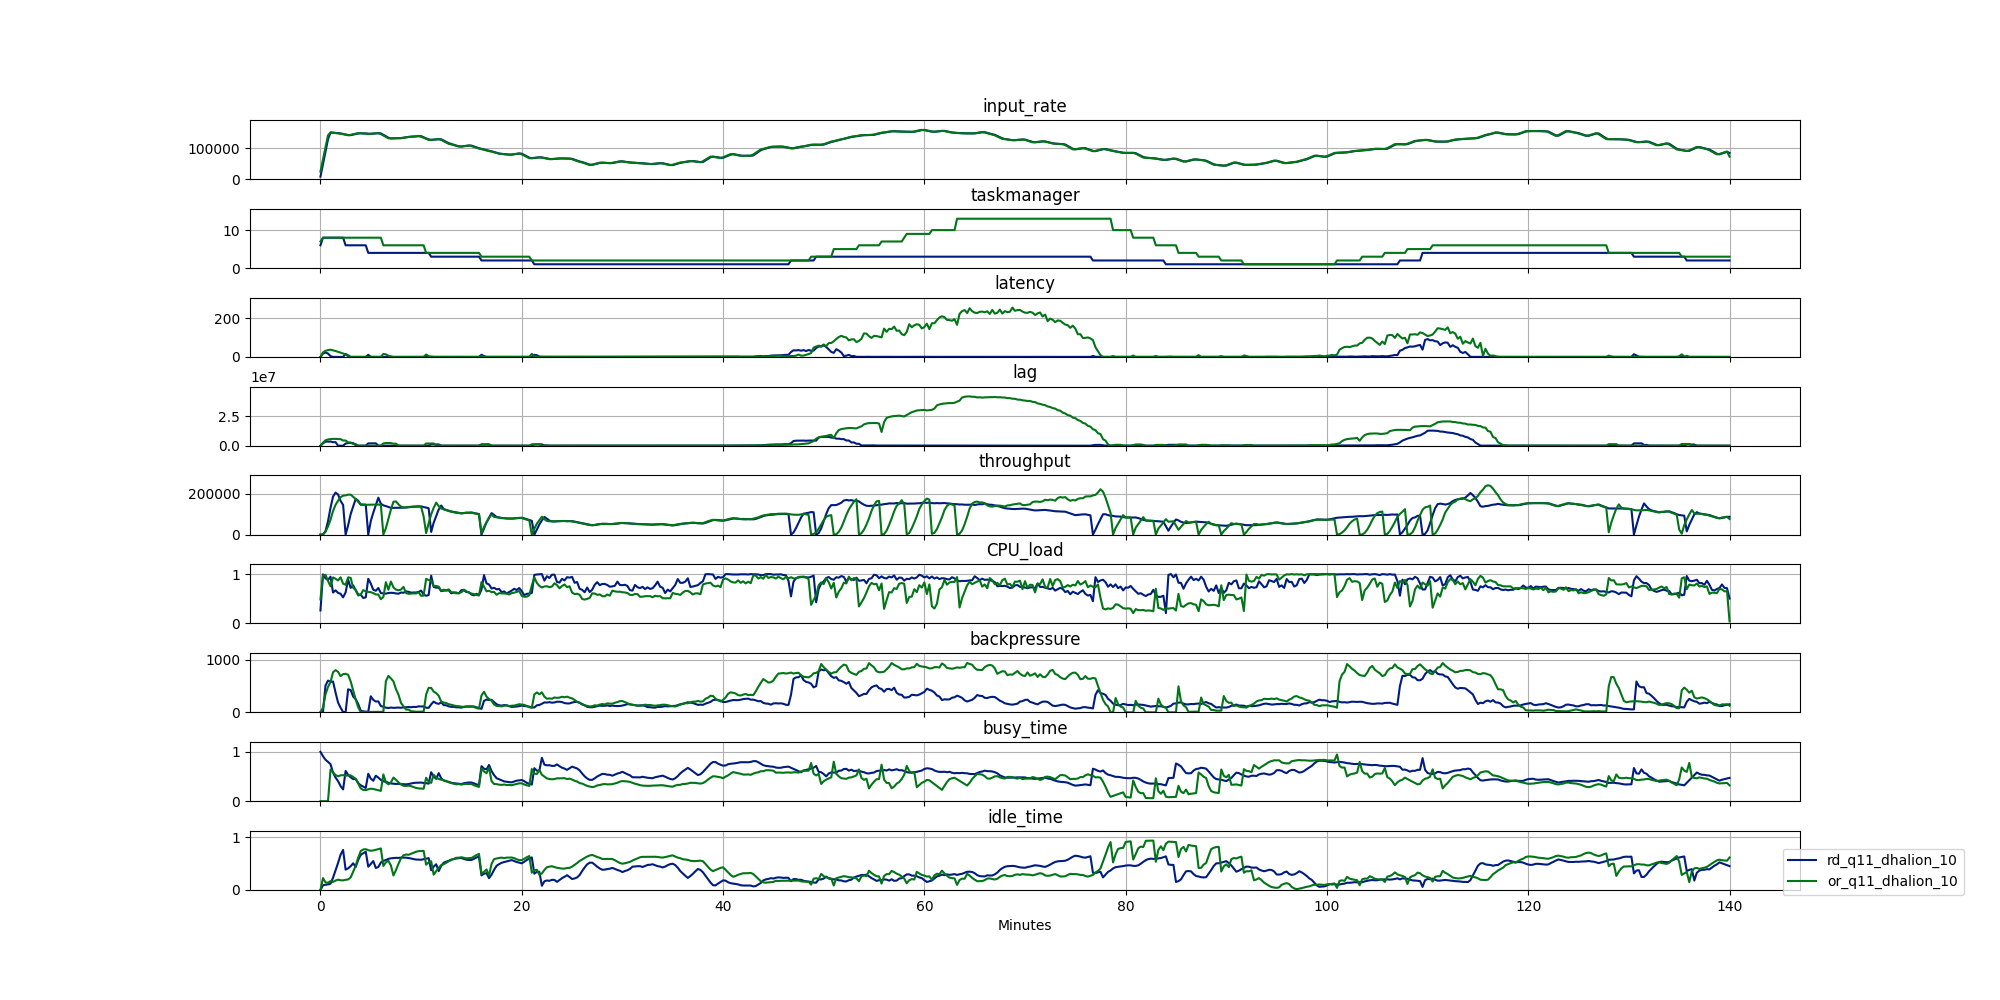 input_rate
100000
0
taskmanager
10
0
latency
200
0
1e7
lag
2.5
0.0
throughput
200000
0
CPU_load
1
0
backpressure
1000
0
busy_time
1
0
idle_time
1
0
rd_q11_dhalion_10
or_q11_dhalion_10
0 20 40 60 80 100 120 140
Minutes